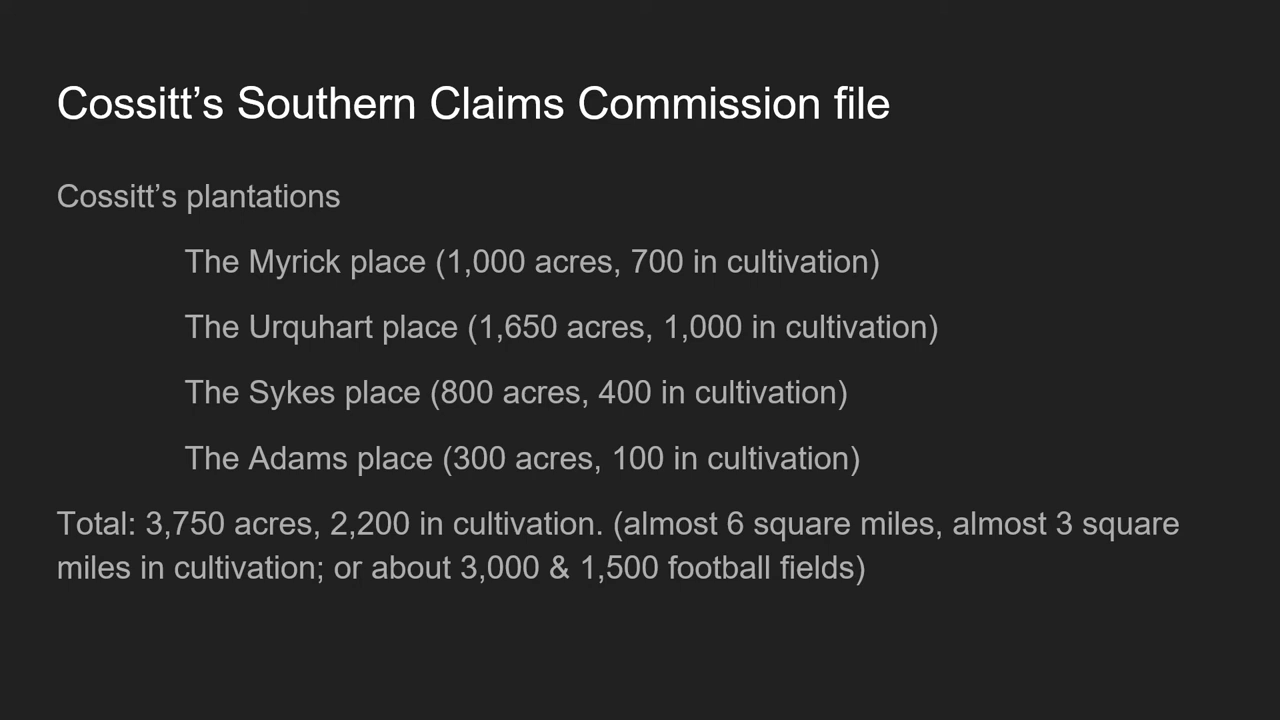 Cossitt’s Southern Claims Commission file
Cossitt’s plantations
The Myrick place (1,000 acres, 700 in cultivation)
The Urquhart place (1,650 acres, 1,000 in cultivation)
The Sykes place (800 acres, 400 in cultivation)
The Adams place (300 acres, 100 in cultivation)
Total: 3,750 acres, 2,200 in cultivation. (almost 6 square miles, almost 3 square
miles in cultivation; or about 3,000 & 1,500 football fields)